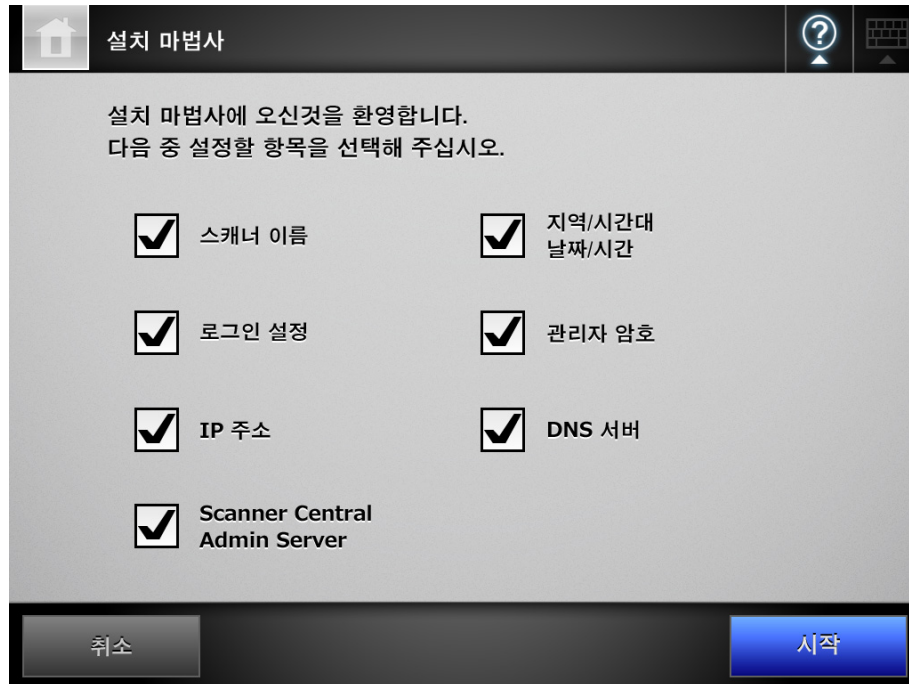 설치 마법사
설치 마법사에 오신것을 환영합니다.
다음 중 설정할 항목을 선택해 주십시오.
스캐너 이름
지역/시간대
날짜/시간
로그인 설정
관리자 암호
IP 주소
DNS 서버
Scanner Central
Admin Server
취소
시작